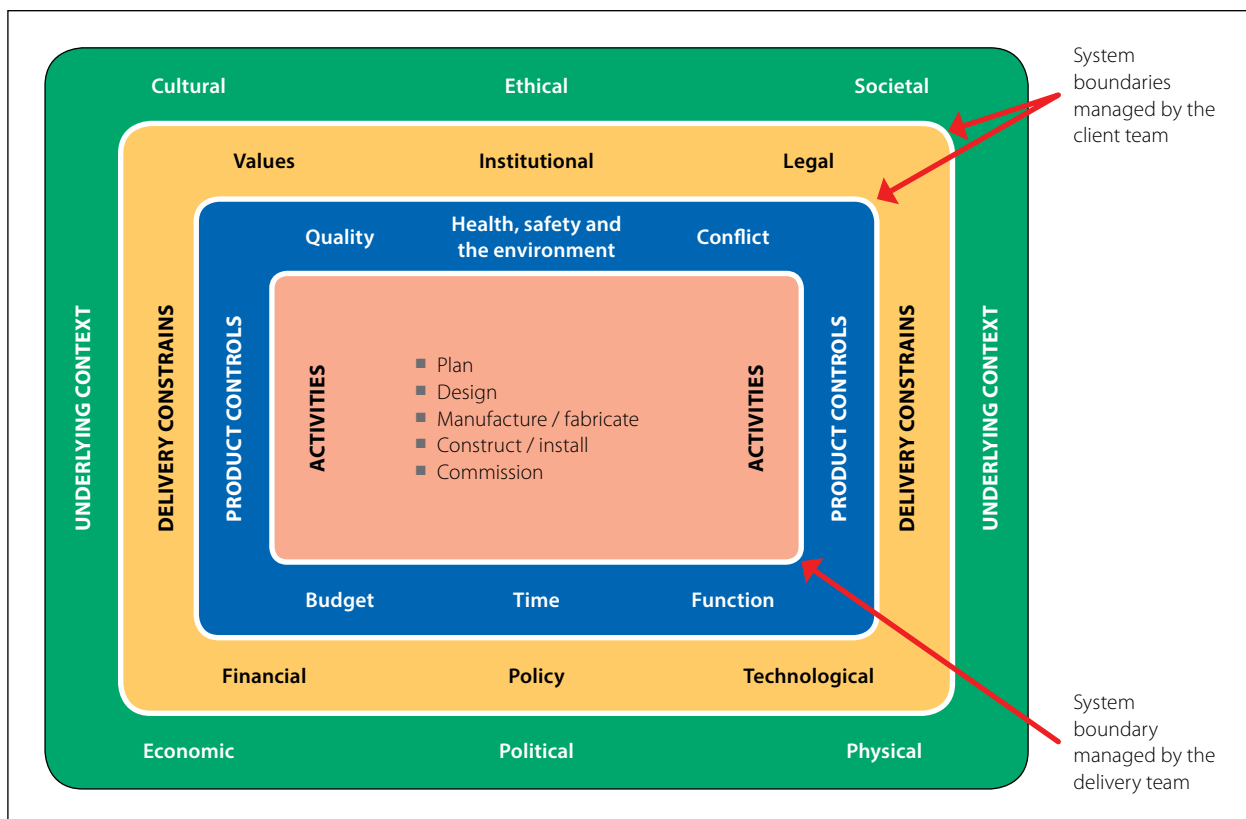 System
boundaries
managed by the
client team
Cultural
Ethical
Societal
Values
Institutional
Legal
Quality
Health, safety and
the environment
Conflict
UNDERLYING CONTEXT
DELIVERY CONSTRAINS
PRODUCT CONTROLS
ACTIVITIES
Plan
Design
Manufacture / fabricate
Construct / install
Commission
ACTIVITIES
PRODUCT CONTROLS
DELIVERY CONSTRAINS
UNDERLYING CONTEXT
Budget
Time
Function
Financial
Policy
Technological
Economic
Political
Physical
System
boundary
managed by the
delivery team